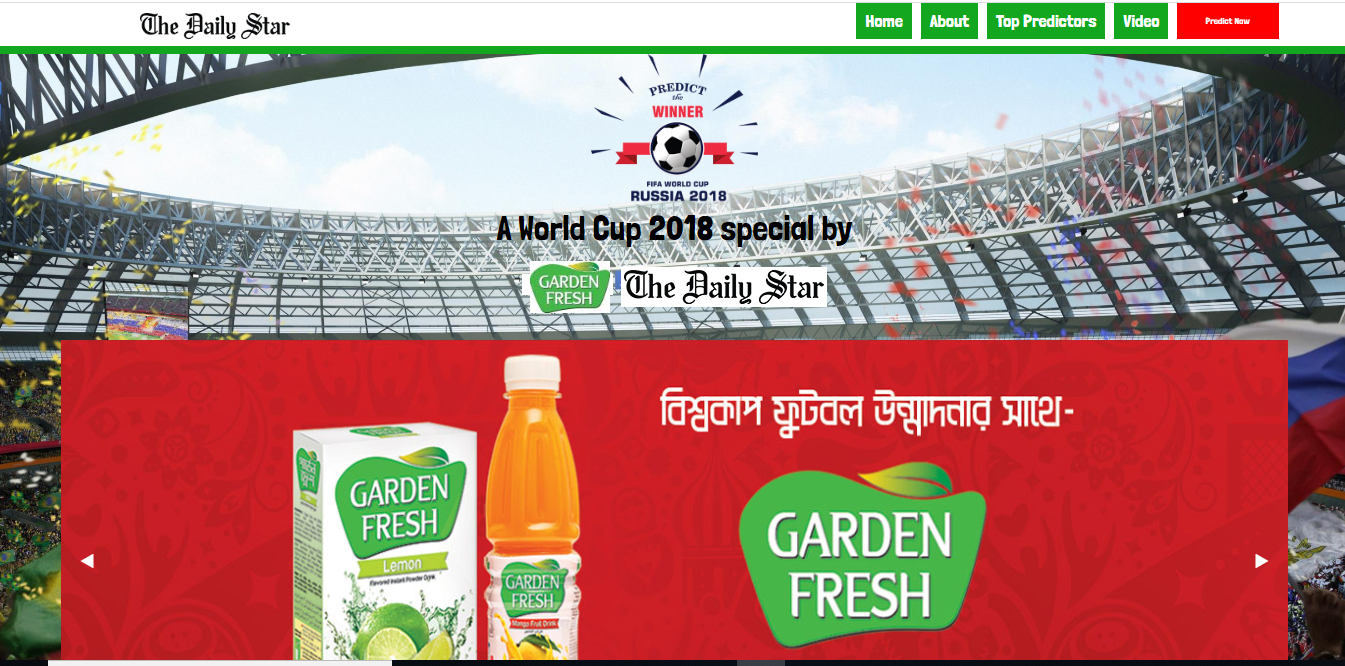 The Daily Star
Home
About
Top Predictors
Video
Predict Now
PREDICT
the
WINNER
FIFA WORLD CUP
RUSSIA 2018
A World Cup 2018 special by
GARDEN
FRESH
The Daily Star
বিশ্বকাপ ফুটবল উন্মাদনার সাথে-
GARDEN
FRESH
Lemon
Flavored Instant Powder Drink
GARDEN
FRESH
Mango Fruit Drink
GARDEN
FRESH